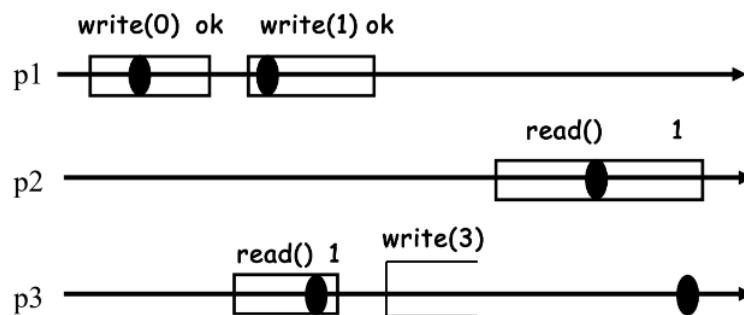 write(0) ok write(1) ok
p1
read() 1
p2
read() 1 write(3)
p3